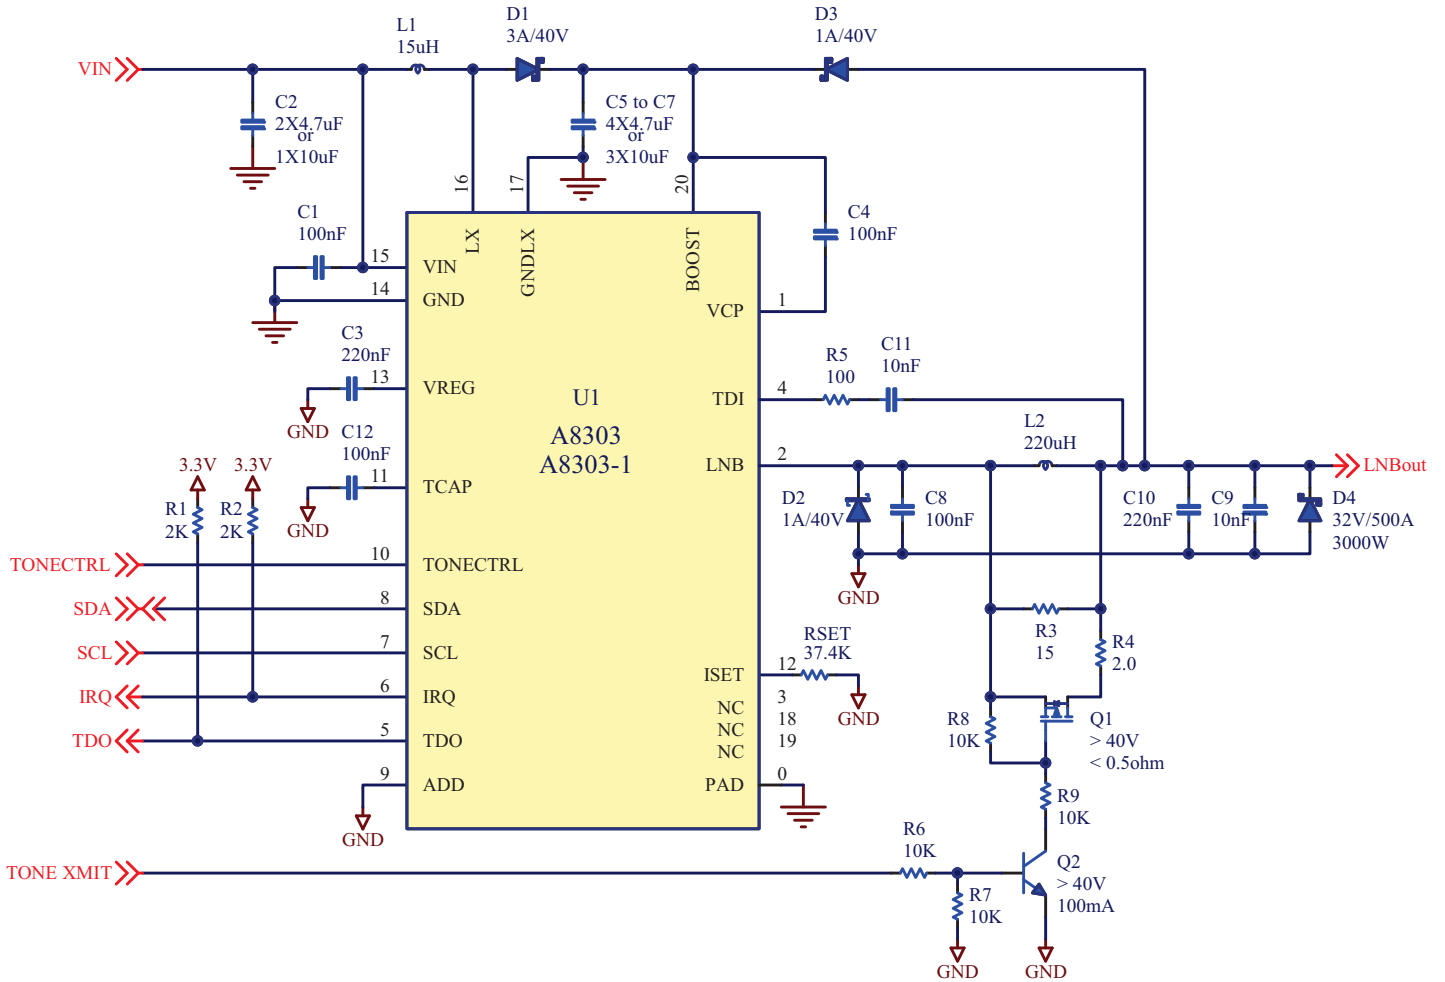 L1
15uH
D1
3A/40V
D3
1A/40V
VIN
C2
2X4.7uF
or
1X10uF
C5 to C7
4X4.7uF
or
3X10uF
16
17
20
C1
100nF
C4
100nF
LX
GNDLX
BOOST
15
VIN
14
GND
VCP
1
C3
220nF
13
VREG
GND
U1
A8303
A8303-1
TDI
4
R5
100
C11
10nF
C12
100nF
11
TCAP
GND
LNB
2
L2
220uH
LNBout
3.3V
3.3V
R1
2K
R2
2K
D2
1A/40V
C8
100nF
C10
220nF
C9
10nF
D4
32V/500A
3000W
GND
TONECTRL
10
TONECTRL
SDA
8
SDA
SCL
7
SCL
IRQ
6
IRQ
TDO
5
TDO
9
ADD
GND
RSET
37.4K
ISET
12
GND
NC
3
NC
18
NC
19
PAD
0
R3
15
R4
2.0
R8
10K
Q1
> 40V
< 0.5ohm
R9
10K
TONE XMIT
R6
10K
R7
10K
Q2
> 40V
100mA
GND
GND